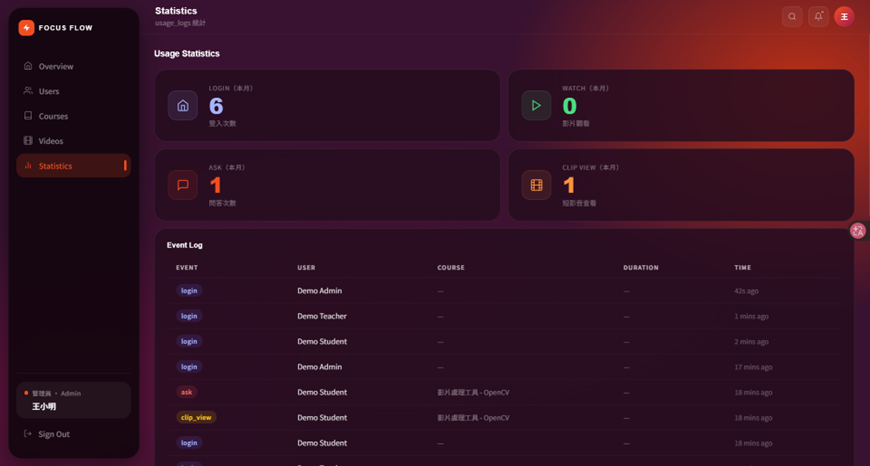 FOCUS FLOW
Overview
Users
Courses
Videos
Statistics
管理員 • Admin
王小明
Sign Out
Statistics
usage_logs 統計
王
Usage Statistics
LOGIN（本月）
6
登入次數
WATCH（本月）
0
影片觀看
ASK（本月）
1
問答次數
CLIP VIEW（本月）
1
短影音查看
Event Log
EVENT USER COURSE DURATION TIME
login Demo Admin — — 42s ago
login Demo Teacher — — 1 mins ago
login Demo Student — — 2 mins ago
login Demo Admin — — 17 mins ago
ask Demo Student 影片處理工具 - OpenCV — 18 mins ago
clip_view Demo Student 影片處理工具 - OpenCV — 18 mins ago
login Demo Student — — 18 mins ago